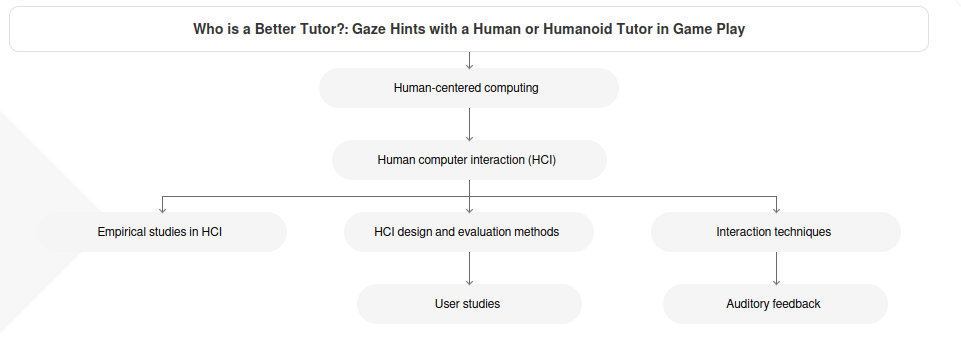 Who is a Better Tutor?: Gaze Hints with a Human or Humanoid Tutor in Game Play
Human-centered computing
Human computer interaction (HCI)
Empirical studies in HCI
HCI design and evaluation methods
Interaction techniques
User studies
Auditory feedback